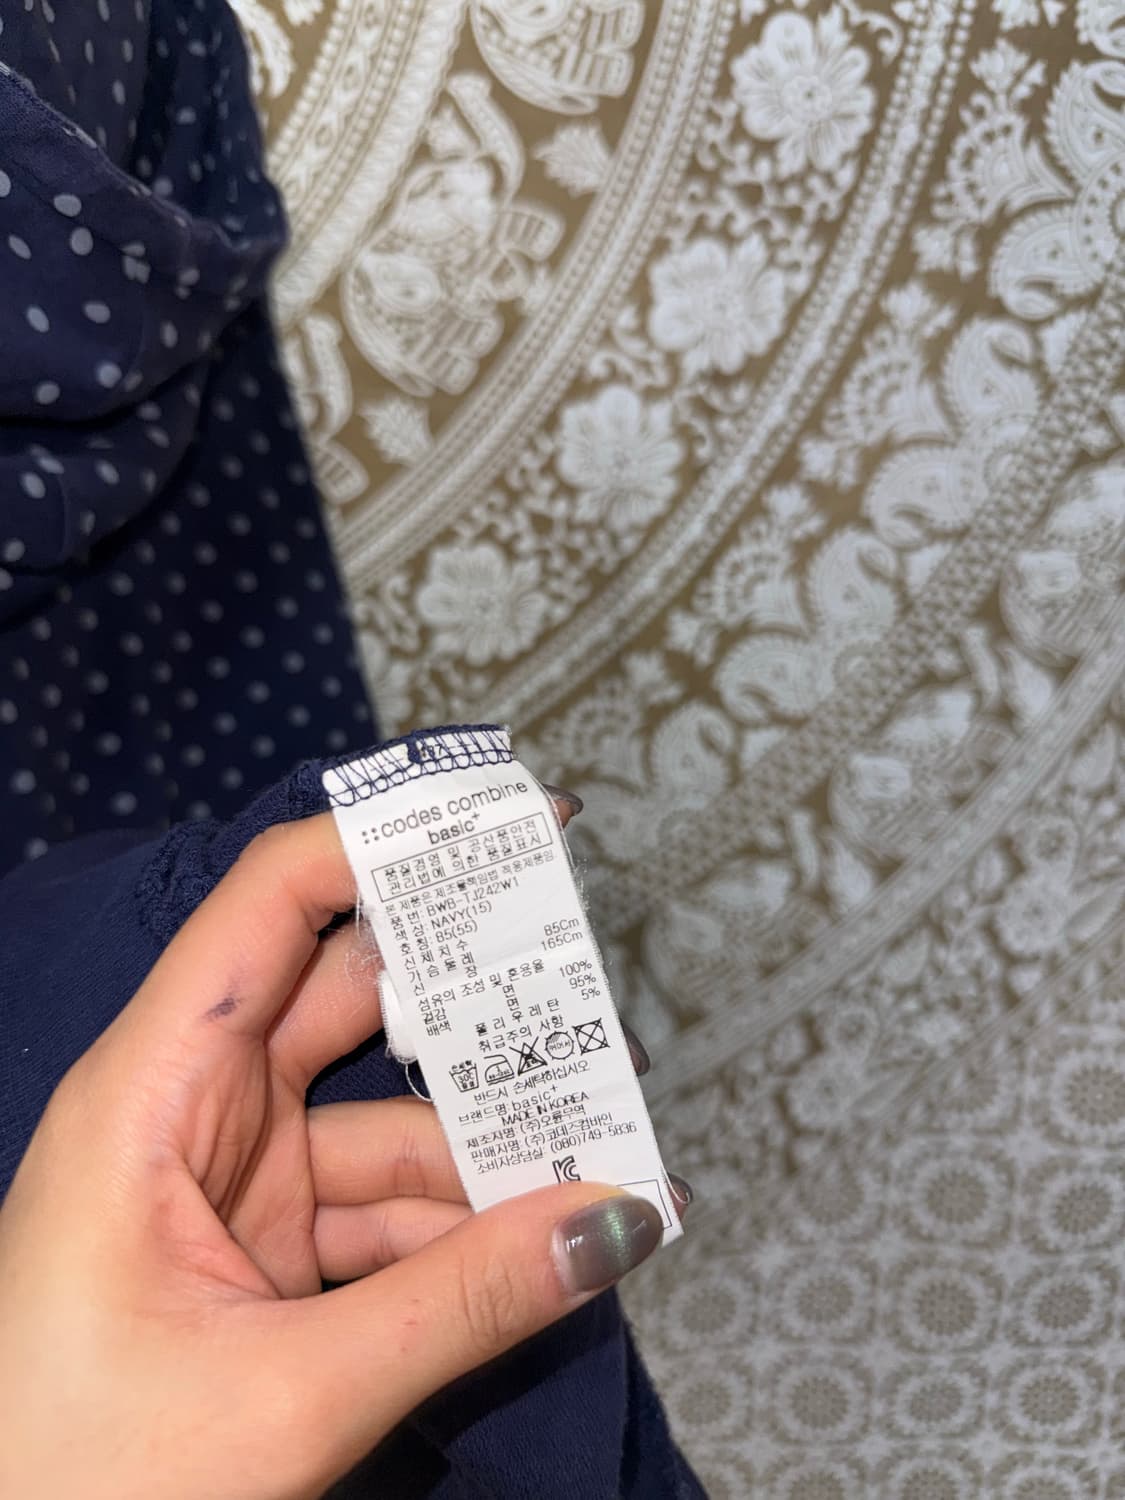 codes combine
basic+
품질경영 및 공산품안전
관리법에 의한 품질표시
본 제품은 제조물책임법 적용제품임
품 번: BWB-TJ242W1
색 상: NAVY(15)
호 칭: 85(55)
신 체 치 수
가 슴 둘 레 85Cm
신 장 165Cm
섬유의 조성 및 혼용율
겉감 면 100%
배색 면 95%
폴 리 우 레 탄 5%
취급주의 사항
반드시 손세탁하십시오
브랜드명: basic+
MADE IN KOREA
제조자명: (주)오륜무역
판매자명: (주)코데즈컴바인
소비자상담실: (080)749-5836